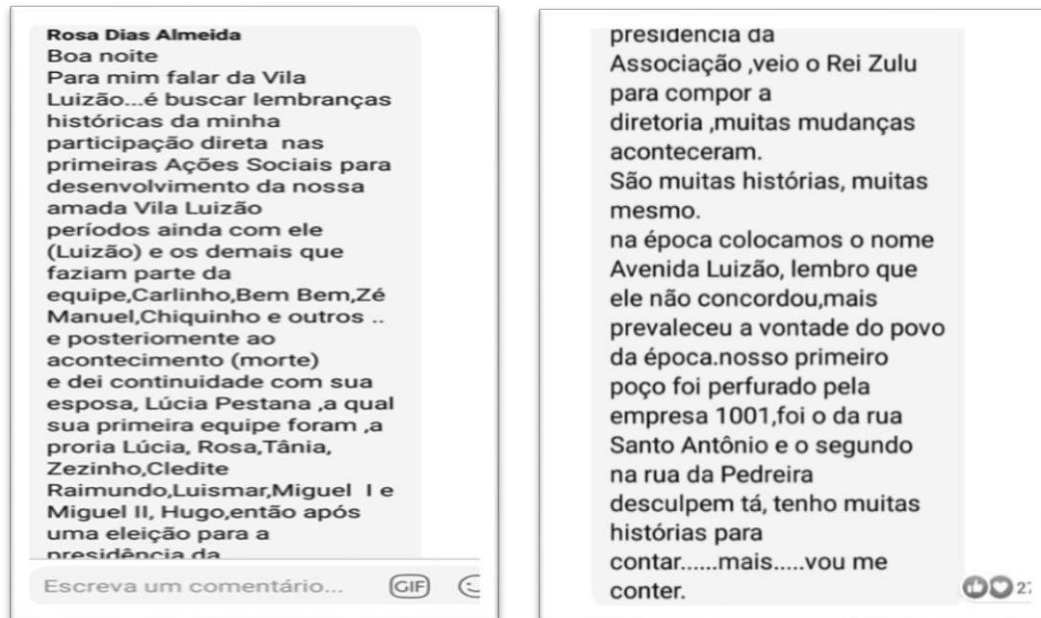 Rosa Dias Almeida
Boa noite
Para mim falar da Vila
Luizão...é buscar lembranças
históricas da minha
participação direta nas
primeiras Ações Sociais para
desenvolvimento da nossa
amada Vila Luizão
períodos ainda com ele
(Luizão) e os demais que
faziam parte da
equipe,Carlinho,Bem Bem,Zé
Manuel,Chiquinho e outros ..
e posteriomente ao
acontecimento (morte)
e dei continuidade com sua
esposa, Lúcia Pestana ,a qual
sua primeira equipe foram ,a
proria Lúcia, Rosa,Tânia,
Zezinho,Cledite
Raimundo,Luismar,Miguel I e
Miguel II, Hugo,então após
uma eleição para a
presidência da
Escreva um comentário...
GIF
presidência da
Associação ,veio o Rei Zulu
para compor a
diretoria ,muitas mudanças
aconteceram.
São muitas histórias, muitas
mesmo.
na época colocamos o nome
Avenida Luizão, lembro que
ele não concordou,mais
prevaleceu a vontade do povo
da época.nosso primeiro
poço foi perfurado pela
empresa 1001,foi o da rua
Santo Antônio e o segundo
na rua da Pedreira
desculpem tá, tenho muitas
histórias para
contar......mais.....vou me
conter.